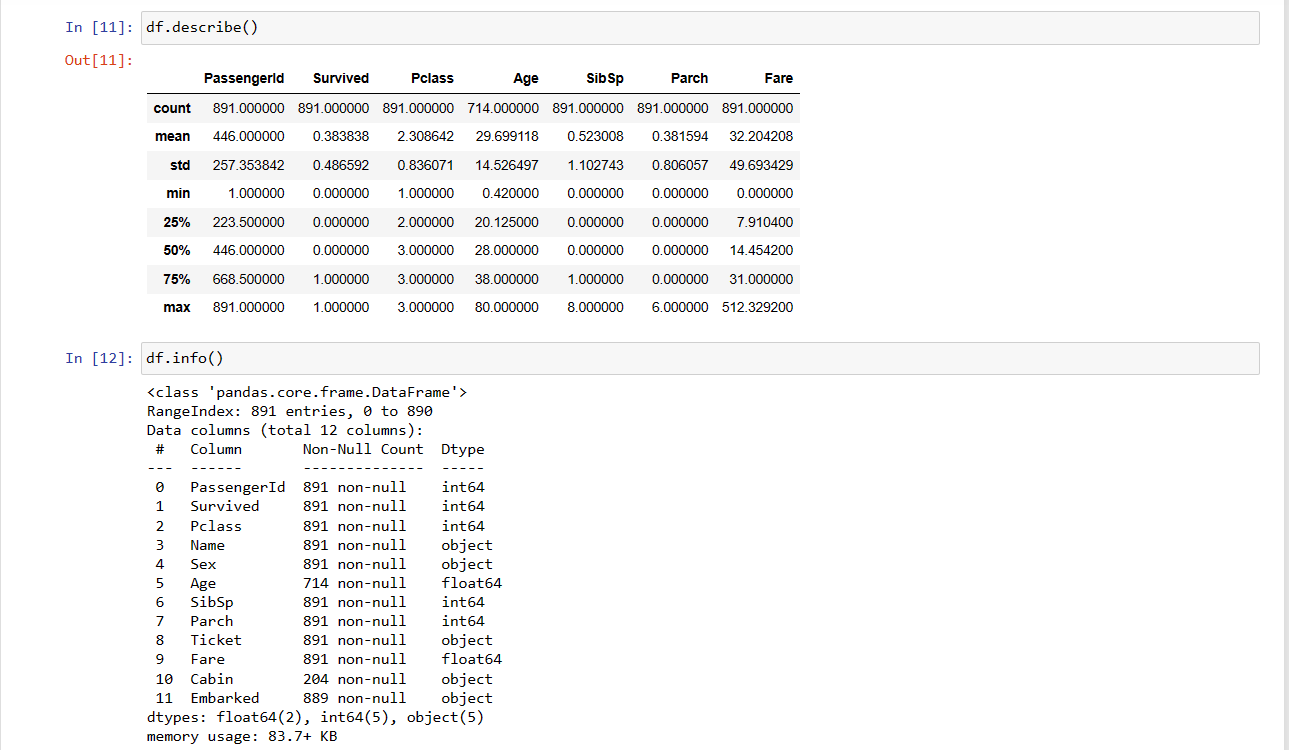 In [11]: df.describe()
Out[11]:
PassengerId Survived Pclass Age SibSp Parch Fare
count 891.000000 891.000000 891.000000 714.000000 891.000000 891.000000 891.000000
mean 446.000000 0.383838 2.308642 29.699118 0.523008 0.381594 32.204208
std 257.353842 0.486592 0.836071 14.526497 1.102743 0.806057 49.693429
min 1.000000 0.000000 1.000000 0.420000 0.000000 0.000000 0.000000
25% 223.500000 0.000000 2.000000 20.125000 0.000000 0.000000 7.910400
50% 446.000000 0.000000 3.000000 28.000000 0.000000 0.000000 14.454200
75% 668.500000 1.000000 3.000000 38.000000 1.000000 0.000000 31.000000
max 891.000000 1.000000 3.000000 80.000000 8.000000 6.000000 512.329200
In [12]: df.info()
<class 'pandas.core.frame.DataFrame'>
RangeIndex: 891 entries, 0 to 890
Data columns (total 12 columns):
# Column Non-Null Count Dtype
--- ------ -------------- -----
0 PassengerId 891 non-null int64
1 Survived 891 non-null int64
2 Pclass 891 non-null int64
3 Name 891 non-null object
4 Sex 891 non-null object
5 Age 714 non-null float64
6 SibSp 891 non-null int64
7 Parch 891 non-null int64
8 Ticket 891 non-null object
9 Fare 891 non-null float64
10 Cabin 204 non-null object
11 Embarked 889 non-null object
dtypes: float64(2), int64(5), object(5)
memory usage: 83.7+ KB